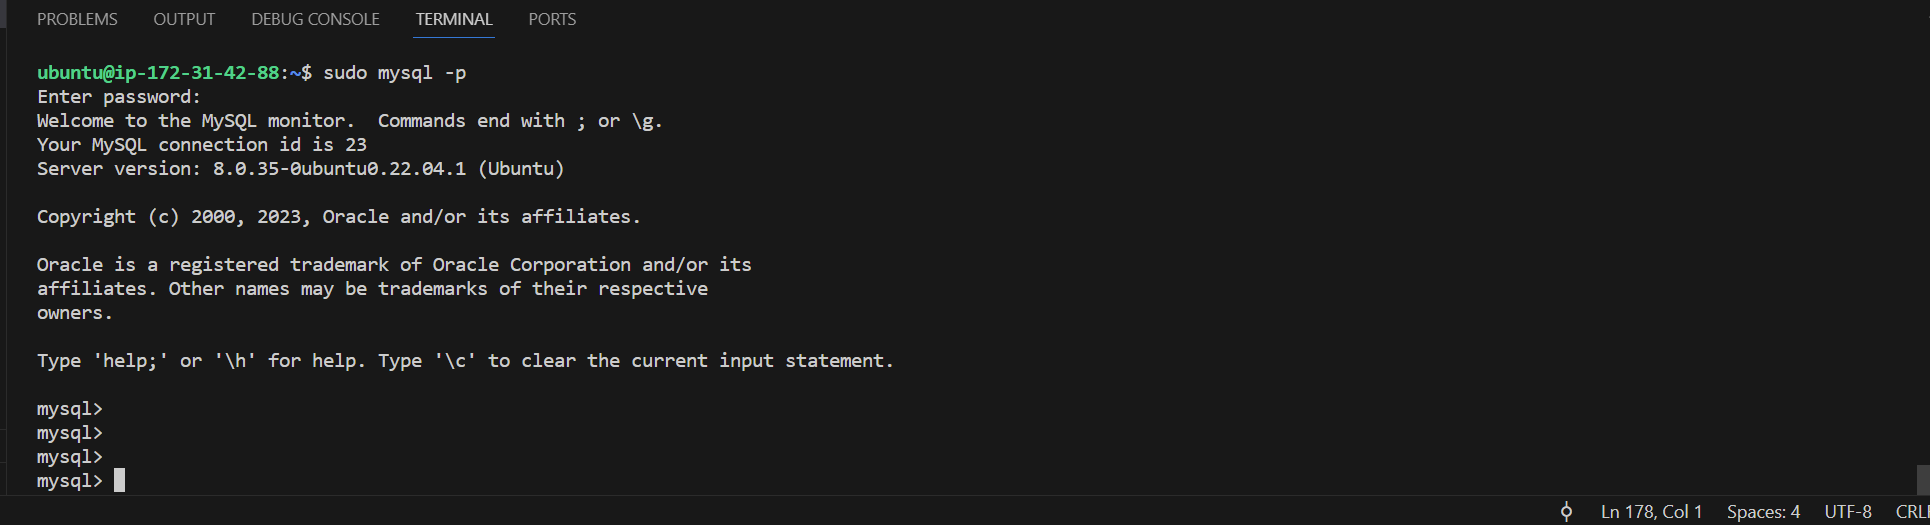 PROBLEMS OUTPUT DEBUG CONSOLE TERMINAL PORTS
ubuntu@ip-172-31-42-88:~$ sudo mysql -p
Enter password:
Welcome to the MySQL monitor.  Commands end with ; or \g.
Your MySQL connection id is 23
Server version: 8.0.35-0ubuntu0.22.04.1 (Ubuntu)
Copyright (c) 2000, 2023, Oracle and/or its affiliates.
Oracle is a registered trademark of Oracle Corporation and/or its
affiliates. Other names may be trademarks of their respective
owners.
Type 'help;' or '\h' for help. Type '\c' to clear the current input statement.
mysql>
mysql>
mysql>
mysql>
Ln 178, Col 1 Spaces: 4 UTF-8